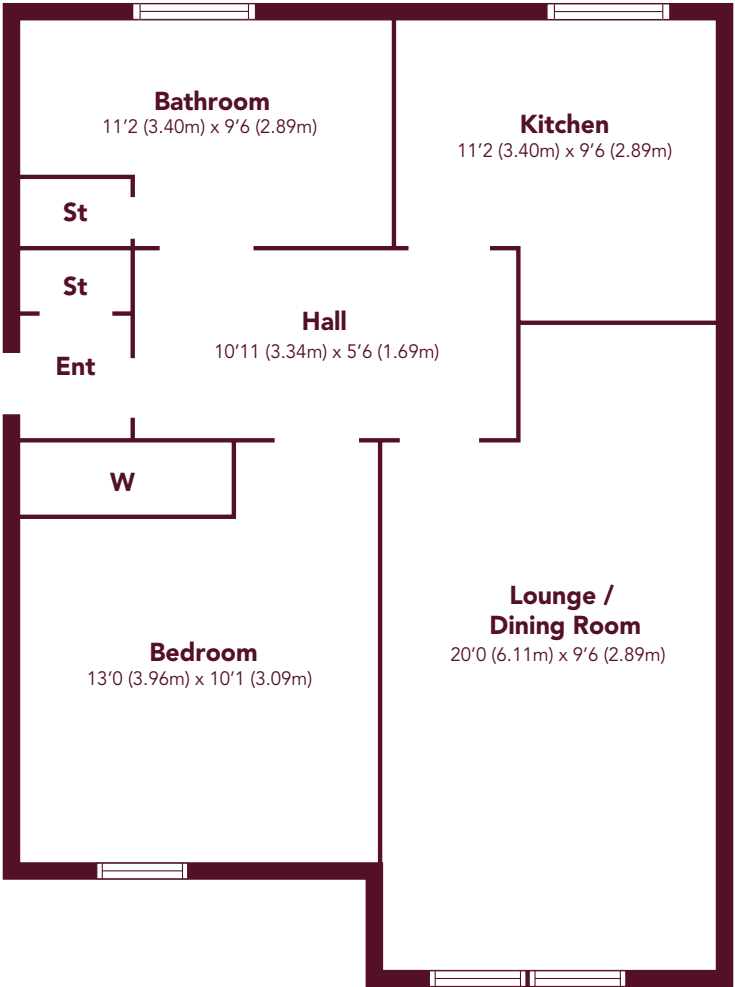 Bathroom
11’2 (3.40m) x 9’6 (2.89m)
Kitchen
11’2 (3.40m) x 9’6 (2.89m)
St
St
Hall
10’11 (3.34m) x 5’6 (1.69m)
Ent
W
Lounge /
Dining Room
20’0 (6.11m) x 9’6 (2.89m)
Bedroom
13’0 (3.96m) x 10’1 (3.09m)